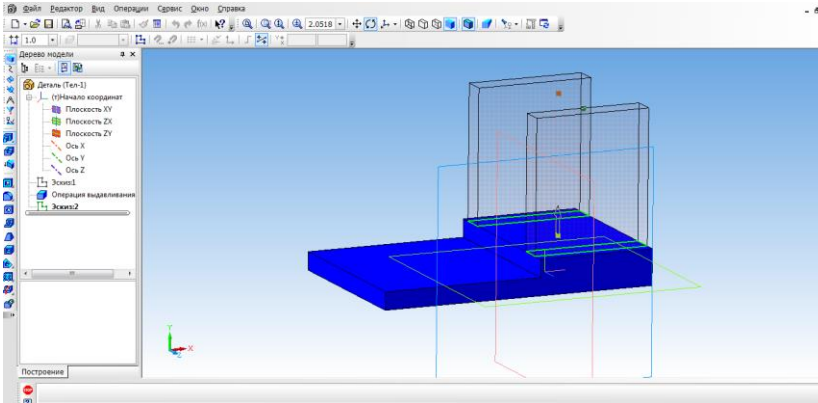 Файл Редактор Вид Операции Сервис Окно Справка
2.0518
1.0
Дерево модели
Деталь (Тел-1)
(т)Начало координат
Плоскость XY
Плоскость ZX
Плоскость ZY
Ось X
Ось Y
Ось Z
Эскиз:1
Операция выдавливания
Эскиз:2
Y
X
Z
Построение
STOP